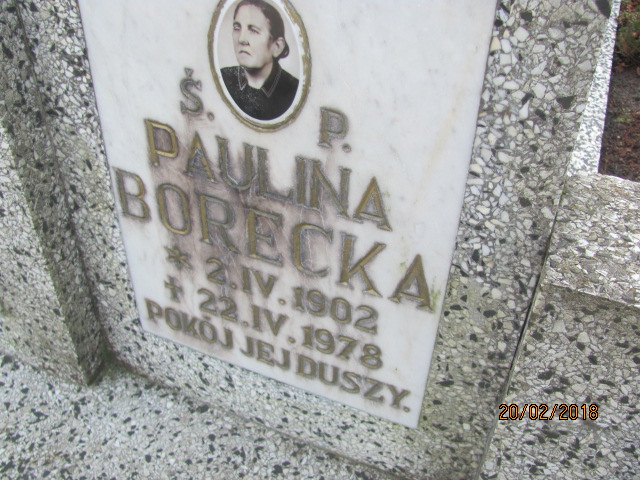 Ś. P.
PAULINA
BORECKA
* 2.IV.1902
✝ 22.IV.1978
POKÓJ JEJ DUSZY.
20/02/2018